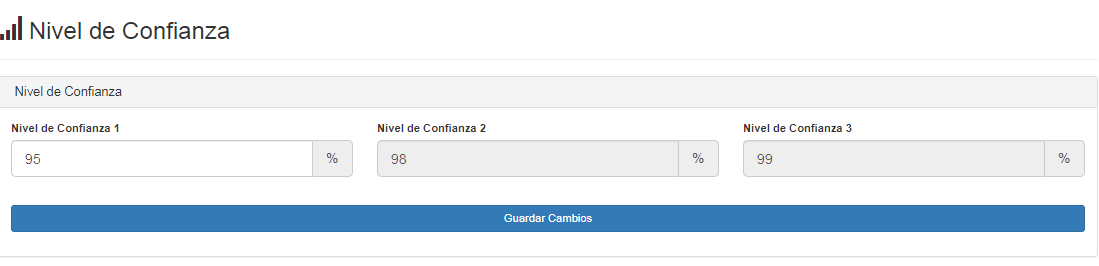 Nivel de Confianza
Nivel de Confianza
Nivel de Confianza 1
Nivel de Confianza 2
Nivel de Confianza 3
95 %
98 %
99 %
Guardar Cambios